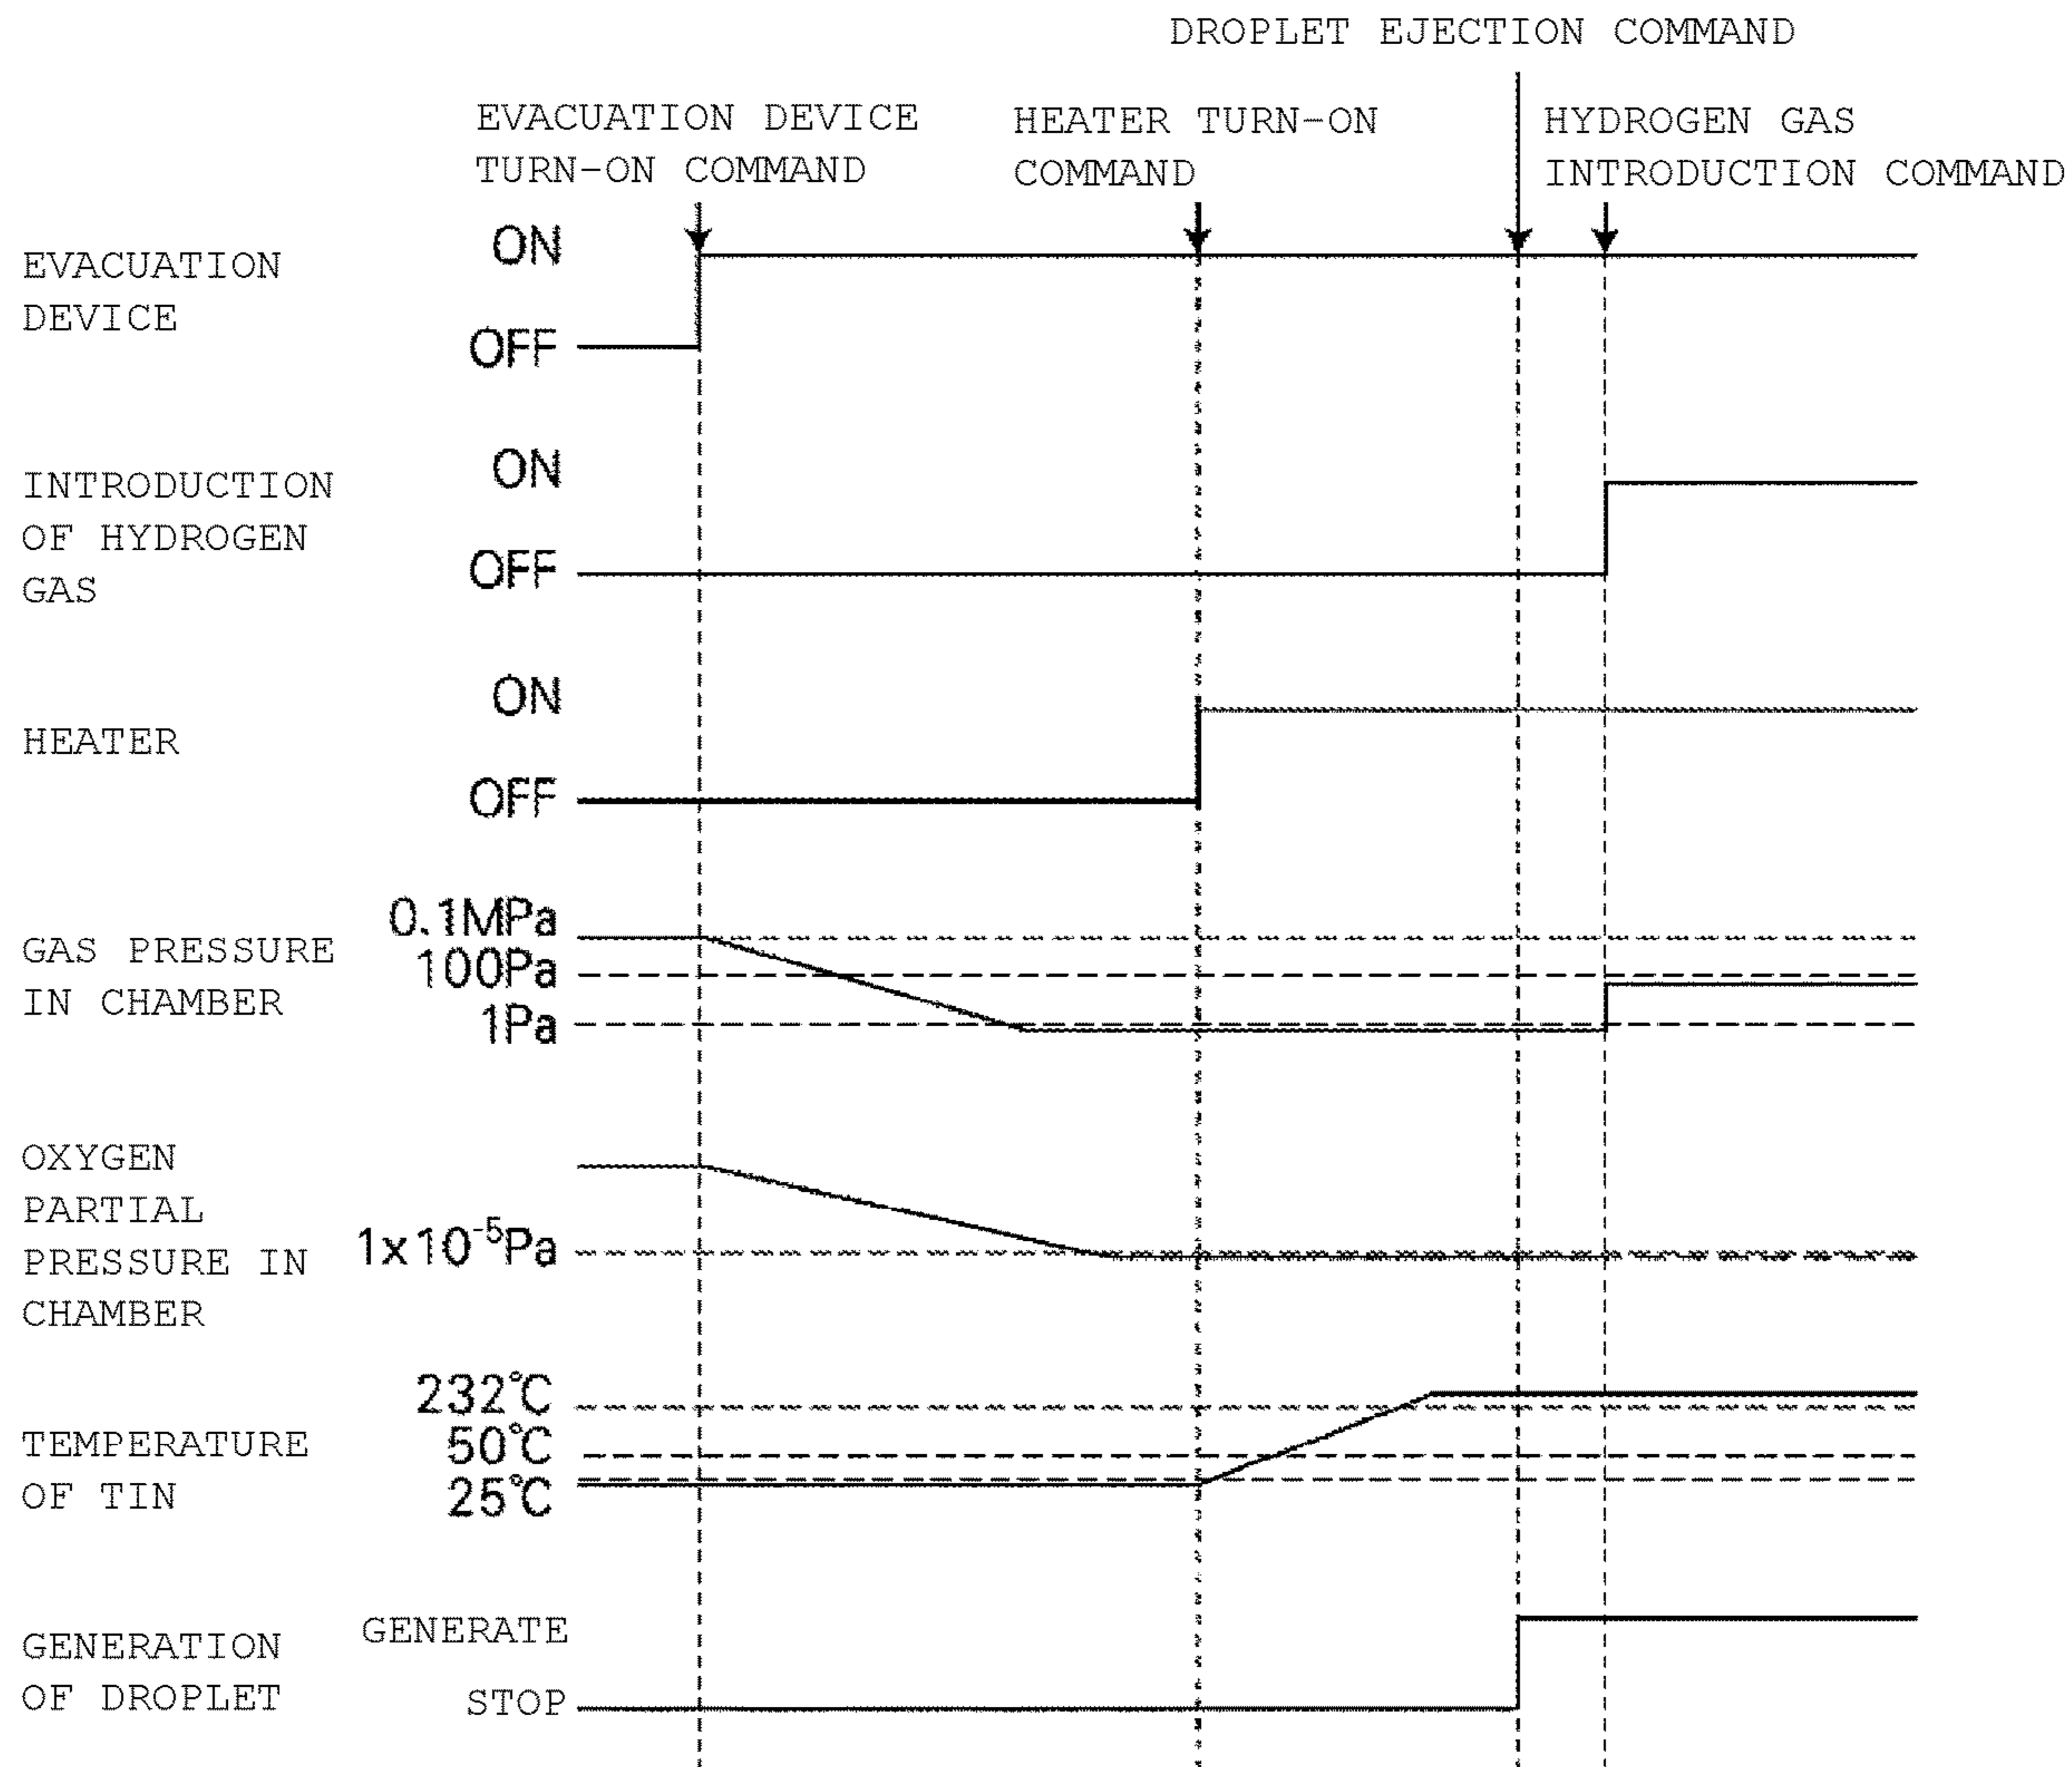 DROPLET EJECTION COMMAND
EVACUATION DEVICE
TURN-ON COMMAND
HEATER TURN-ON
COMMAND
HYDROGEN GAS
INTRODUCTION COMMAND
EVACUATION
DEVICE
ON
OFF
INTRODUCTION
OF HYDROGEN
GAS
ON
OFF
HEATER
ON
OFF
GAS PRESSURE
IN CHAMBER
0.1MPa
100Pa
1Pa
OXYGEN
PARTIAL
PRESSURE IN
CHAMBER
1x10⁻⁵Pa
TEMPERATURE
OF TIN
232℃
50℃
25℃
GENERATION
OF DROPLET
GENERATE
STOP